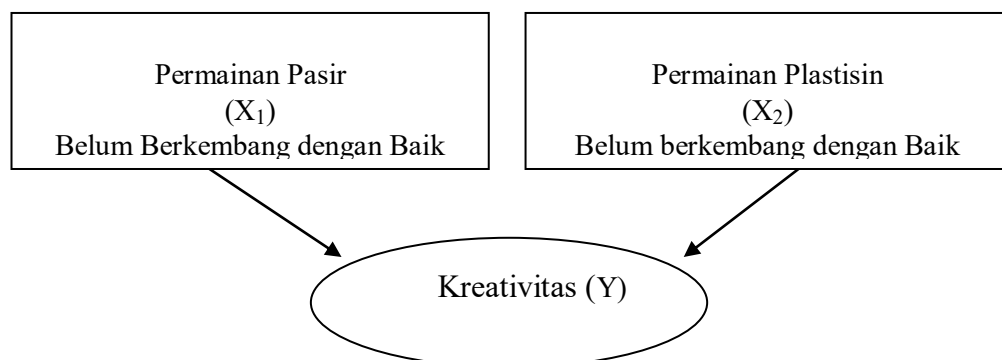 Permainan Pasir
(X₁)
Belum Berkembang dengan Baik
Permainan Plastisin
(X₂)
Belum berkembang dengan Baik
Kreativitas (Y)